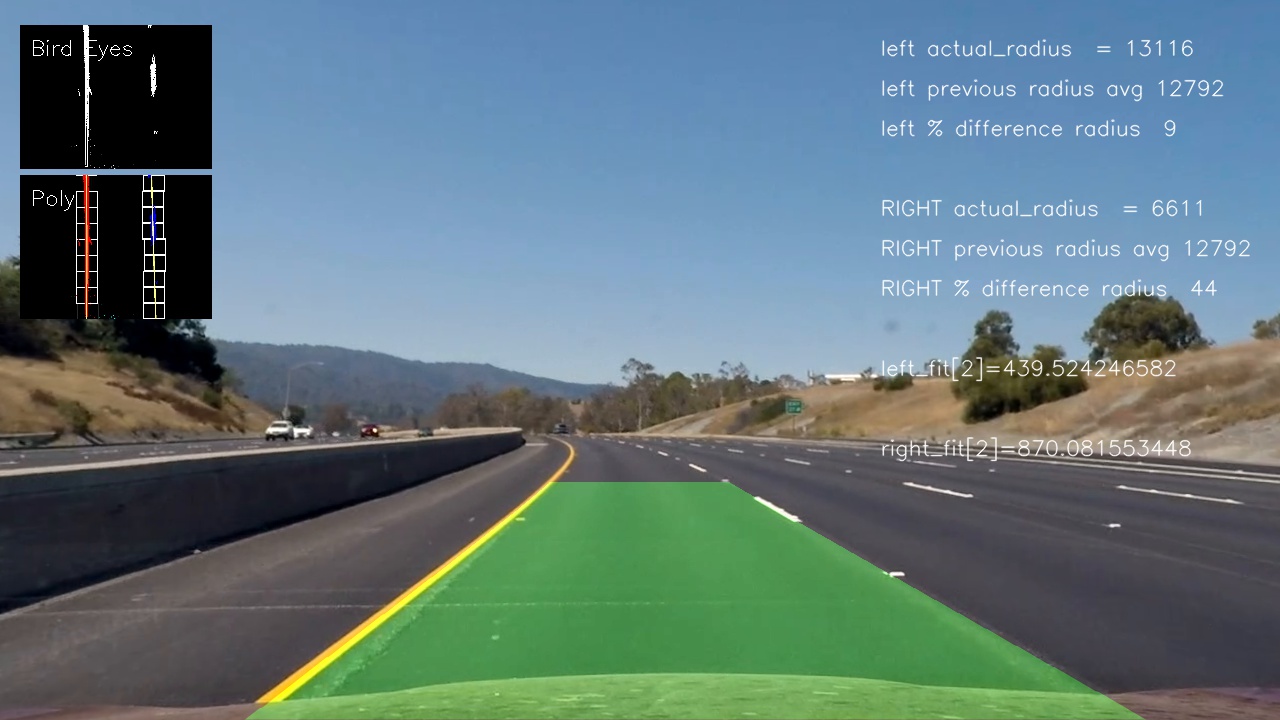 Bird Eyes
Poly
left actual_radius = 13116
left previous radius avg 12792
left % difference radius 9
RIGHT actual_radius = 6611
RIGHT previous radius avg 12792
RIGHT % difference radius 44
left_fit[2]=439.524246582
right_fit[2]=870.081553448